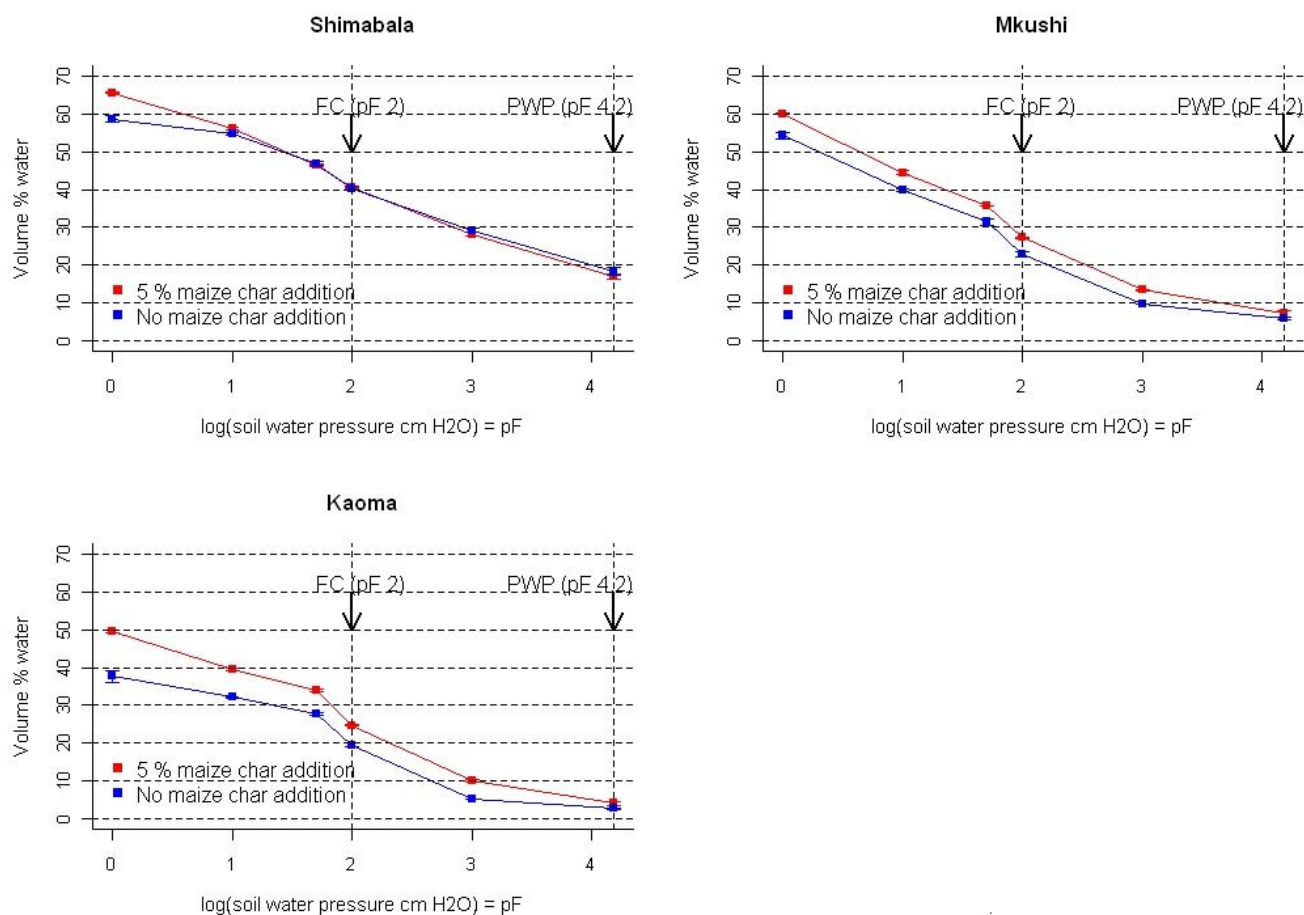 Shimabala
Volume % water
70
60
50
40
30
20
10
0
FC (pF 2)
PWP (pF 4.2)
5 % maize char addition
No maize char addition
0 1 2 3 4
log(soil water pressure cm H2O) = pF
Mkushi
Volume % water
70
60
50
40
30
20
10
0
FC (pF 2)
PWP (pF 4.2)
5 % maize char addition
No maize char addition
0 1 2 3 4
log(soil water pressure cm H2O) = pF
Kaoma
Volume % water
70
60
50
40
30
20
10
0
FC (pF 2)
PWP (pF 4.2)
5 % maize char addition
No maize char addition
0 1 2 3 4
log(soil water pressure cm H2O) = pF